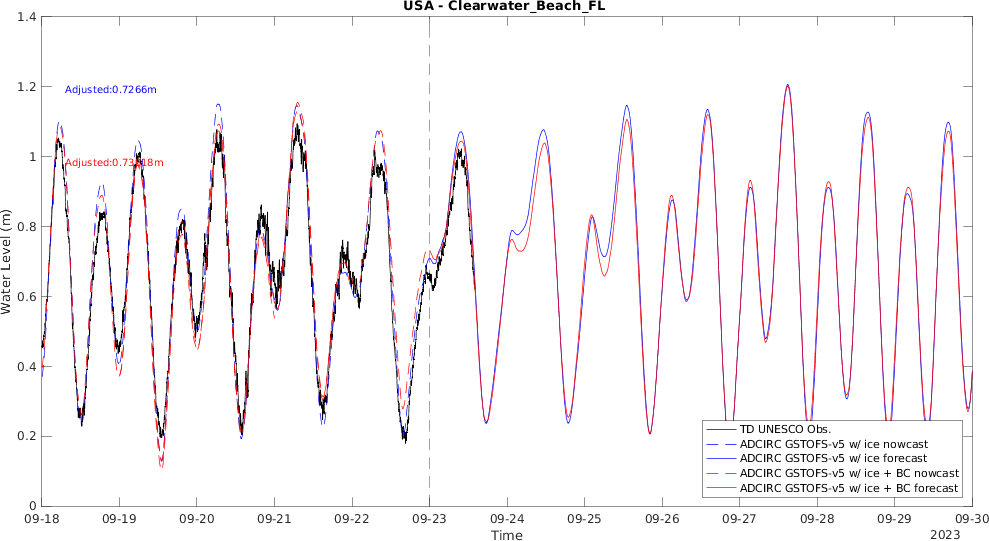 USA - Clearwater_Beach_FL
1.4
1.2
1
0.8
0.6
0.4
0.2
0
Water Level (m)
Adjusted:0.7266m
09-18
09-19
09-20
09-21
09-22
09-23
09-24
09-25
09-26
09-27
09-28
09-29
09-30
Time
2023
TD UNESCO Obs.
ADCIRC GSTOFS-v5 w/ ice nowcast
ADCIRC GSTOFS-v5 w/ ice forecast
ADCIRC GSTOFS-v5 w/ ice + BC nowcast
ADCIRC GSTOFS-v5 w/ ice + BC forecast